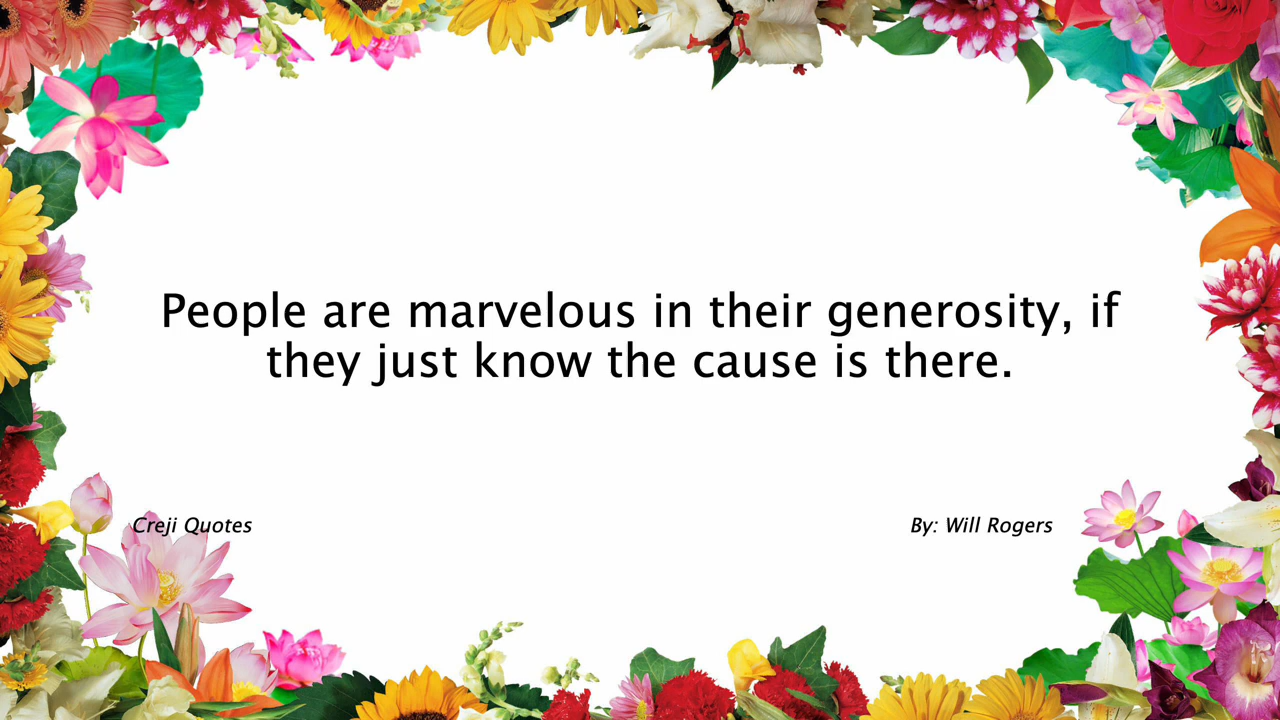 People are marvelous in their generosity, if
they just know the cause is there.
Creji Quotes
By: Will Rogers